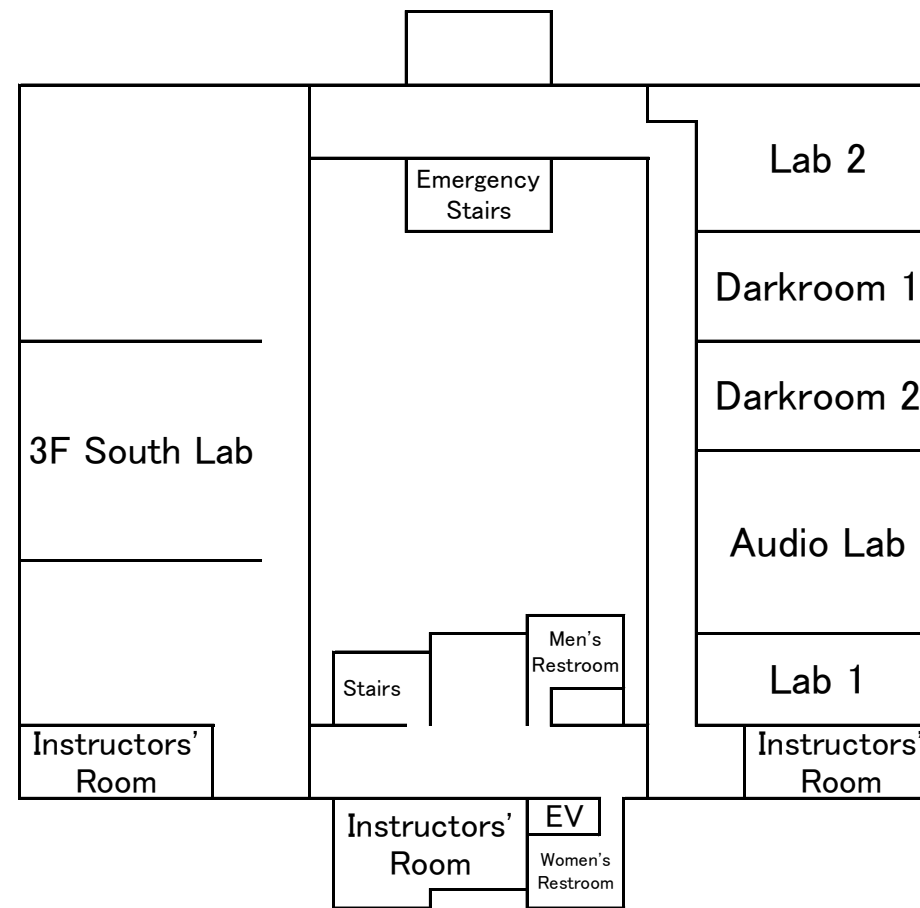 Emergency
Stairs
Lab 2
Darkroom 1
Darkroom 2
3F South Lab
Audio Lab
Men's
Restroom
Stairs
Lab 1
Instructors'
Room
Instructors'
Room
Instructors'
Room
EV
Women's
Restroom